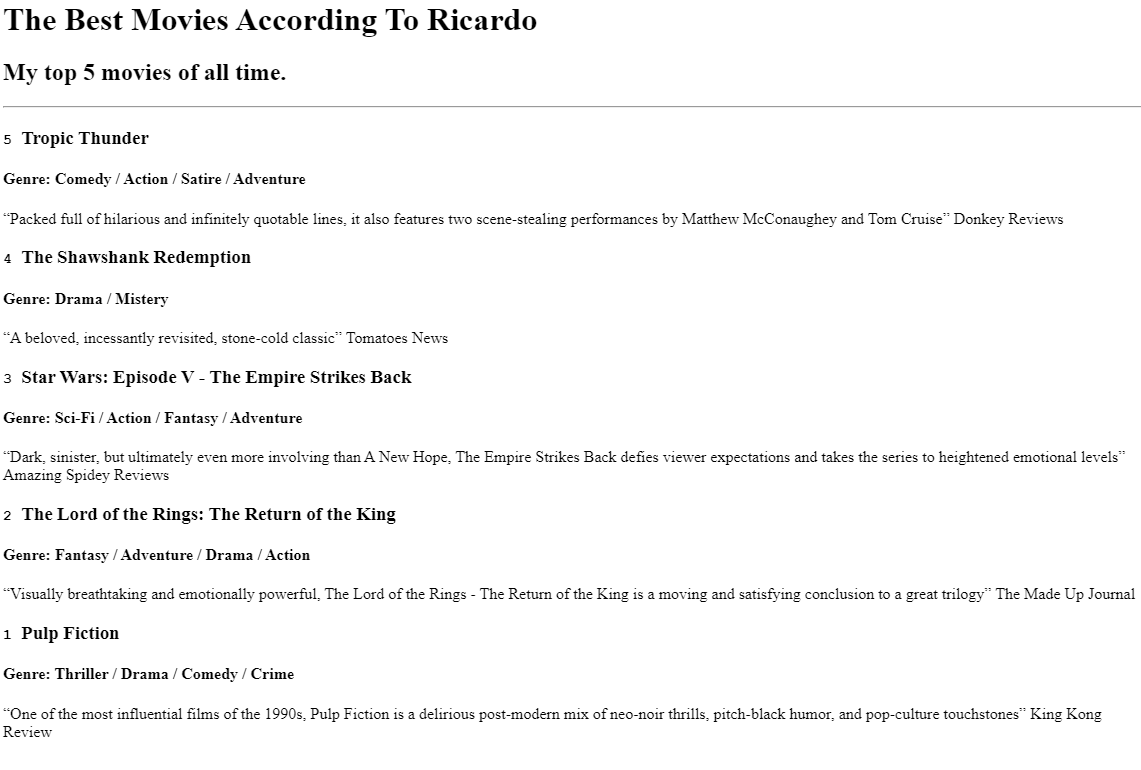 The Best Movies According To Ricardo
My top 5 movies of all time.
5 Tropic Thunder
Genre: Comedy / Action / Satire / Adventure
“Packed full of hilarious and infinitely quotable lines, it also features two scene-stealing performances by Matthew McConaughey and Tom Cruise” Donkey Reviews
4 The Shawshank Redemption
Genre: Drama / Mistery
“A beloved, incessantly revisited, stone-cold classic” Tomatoes News
3 Star Wars: Episode V - The Empire Strikes Back
Genre: Sci-Fi / Action / Fantasy / Adventure
“Dark, sinister, but ultimately even more involving than A New Hope, The Empire Strikes Back defies viewer expectations and takes the series to heightened emotional levels”
Amazing Spidey Reviews
2 The Lord of the Rings: The Return of the King
Genre: Fantasy / Adventure / Drama / Action
“Visually breathtaking and emotionally powerful, The Lord of the Rings - The Return of the King is a moving and satisfying conclusion to a great trilogy” The Made Up Journal
1 Pulp Fiction
Genre: Thriller / Drama / Comedy / Crime
“One of the most influential films of the 1990s, Pulp Fiction is a delirious post-modern mix of neo-noir thrills, pitch-black humor, and pop-culture touchstones” King Kong
Review